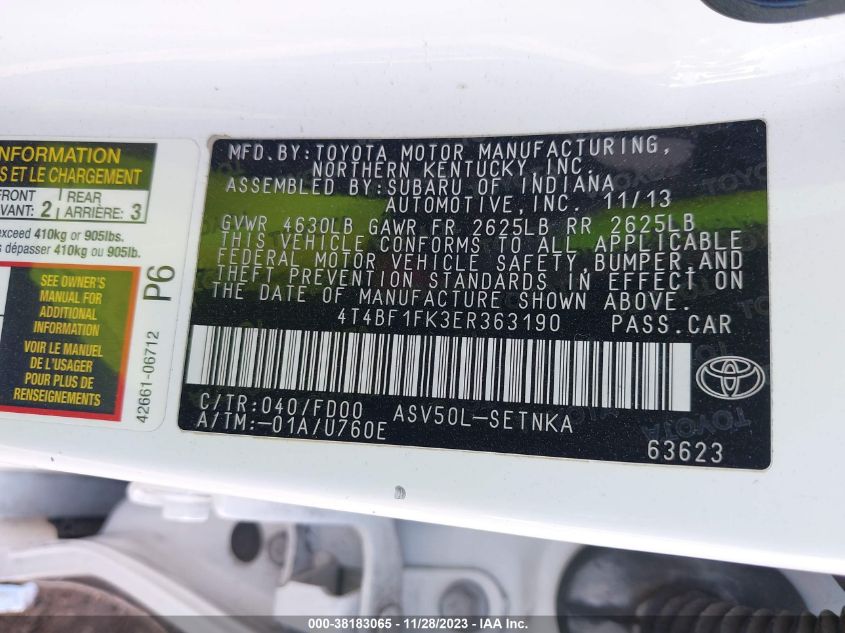 INFORMATION
S ET LE CHARGEMENT
FRONT
VANT: 2
REAR
ARRIÈRE: 3
exceed 410kg or 905lbs.
s dépasser 410kg ou 905lb.
SEE OWNER'S
MANUAL FOR
ADDITIONAL
INFORMATION
VOIR LE MANUEL
DE L'USAGER
POUR PLUS DE
RENSEIGNEMENTS
P6
42661-06712
MFD.BY:TOYOTA MOTOR MANUFACTURING,
NORTHERN KENTUCKY,INC.
ASSEMBLED BY:SUBARU OF INDIANA
AUTOMOTIVE,INC. 11/13
GVWR 4630LB GAWR FR 2625LB RR 2625LB
THIS VEHICLE CONFORMS TO ALL APPLICABLE
FEDERAL MOTOR VEHICLE SAFETY,BUMPER,AND
THEFT PREVENTION STANDARDS IN EFFECT ON
THE DATE OF MANUFACTURE SHOWN ABOVE.
4T4BF1FK3ER363190 PASS.CAR
C/TR:040/FD00 ASV50L-SETNKA
A/TM:-01A/U760E
63623
000-38183065 - 11/28/2023 - IAA Inc.